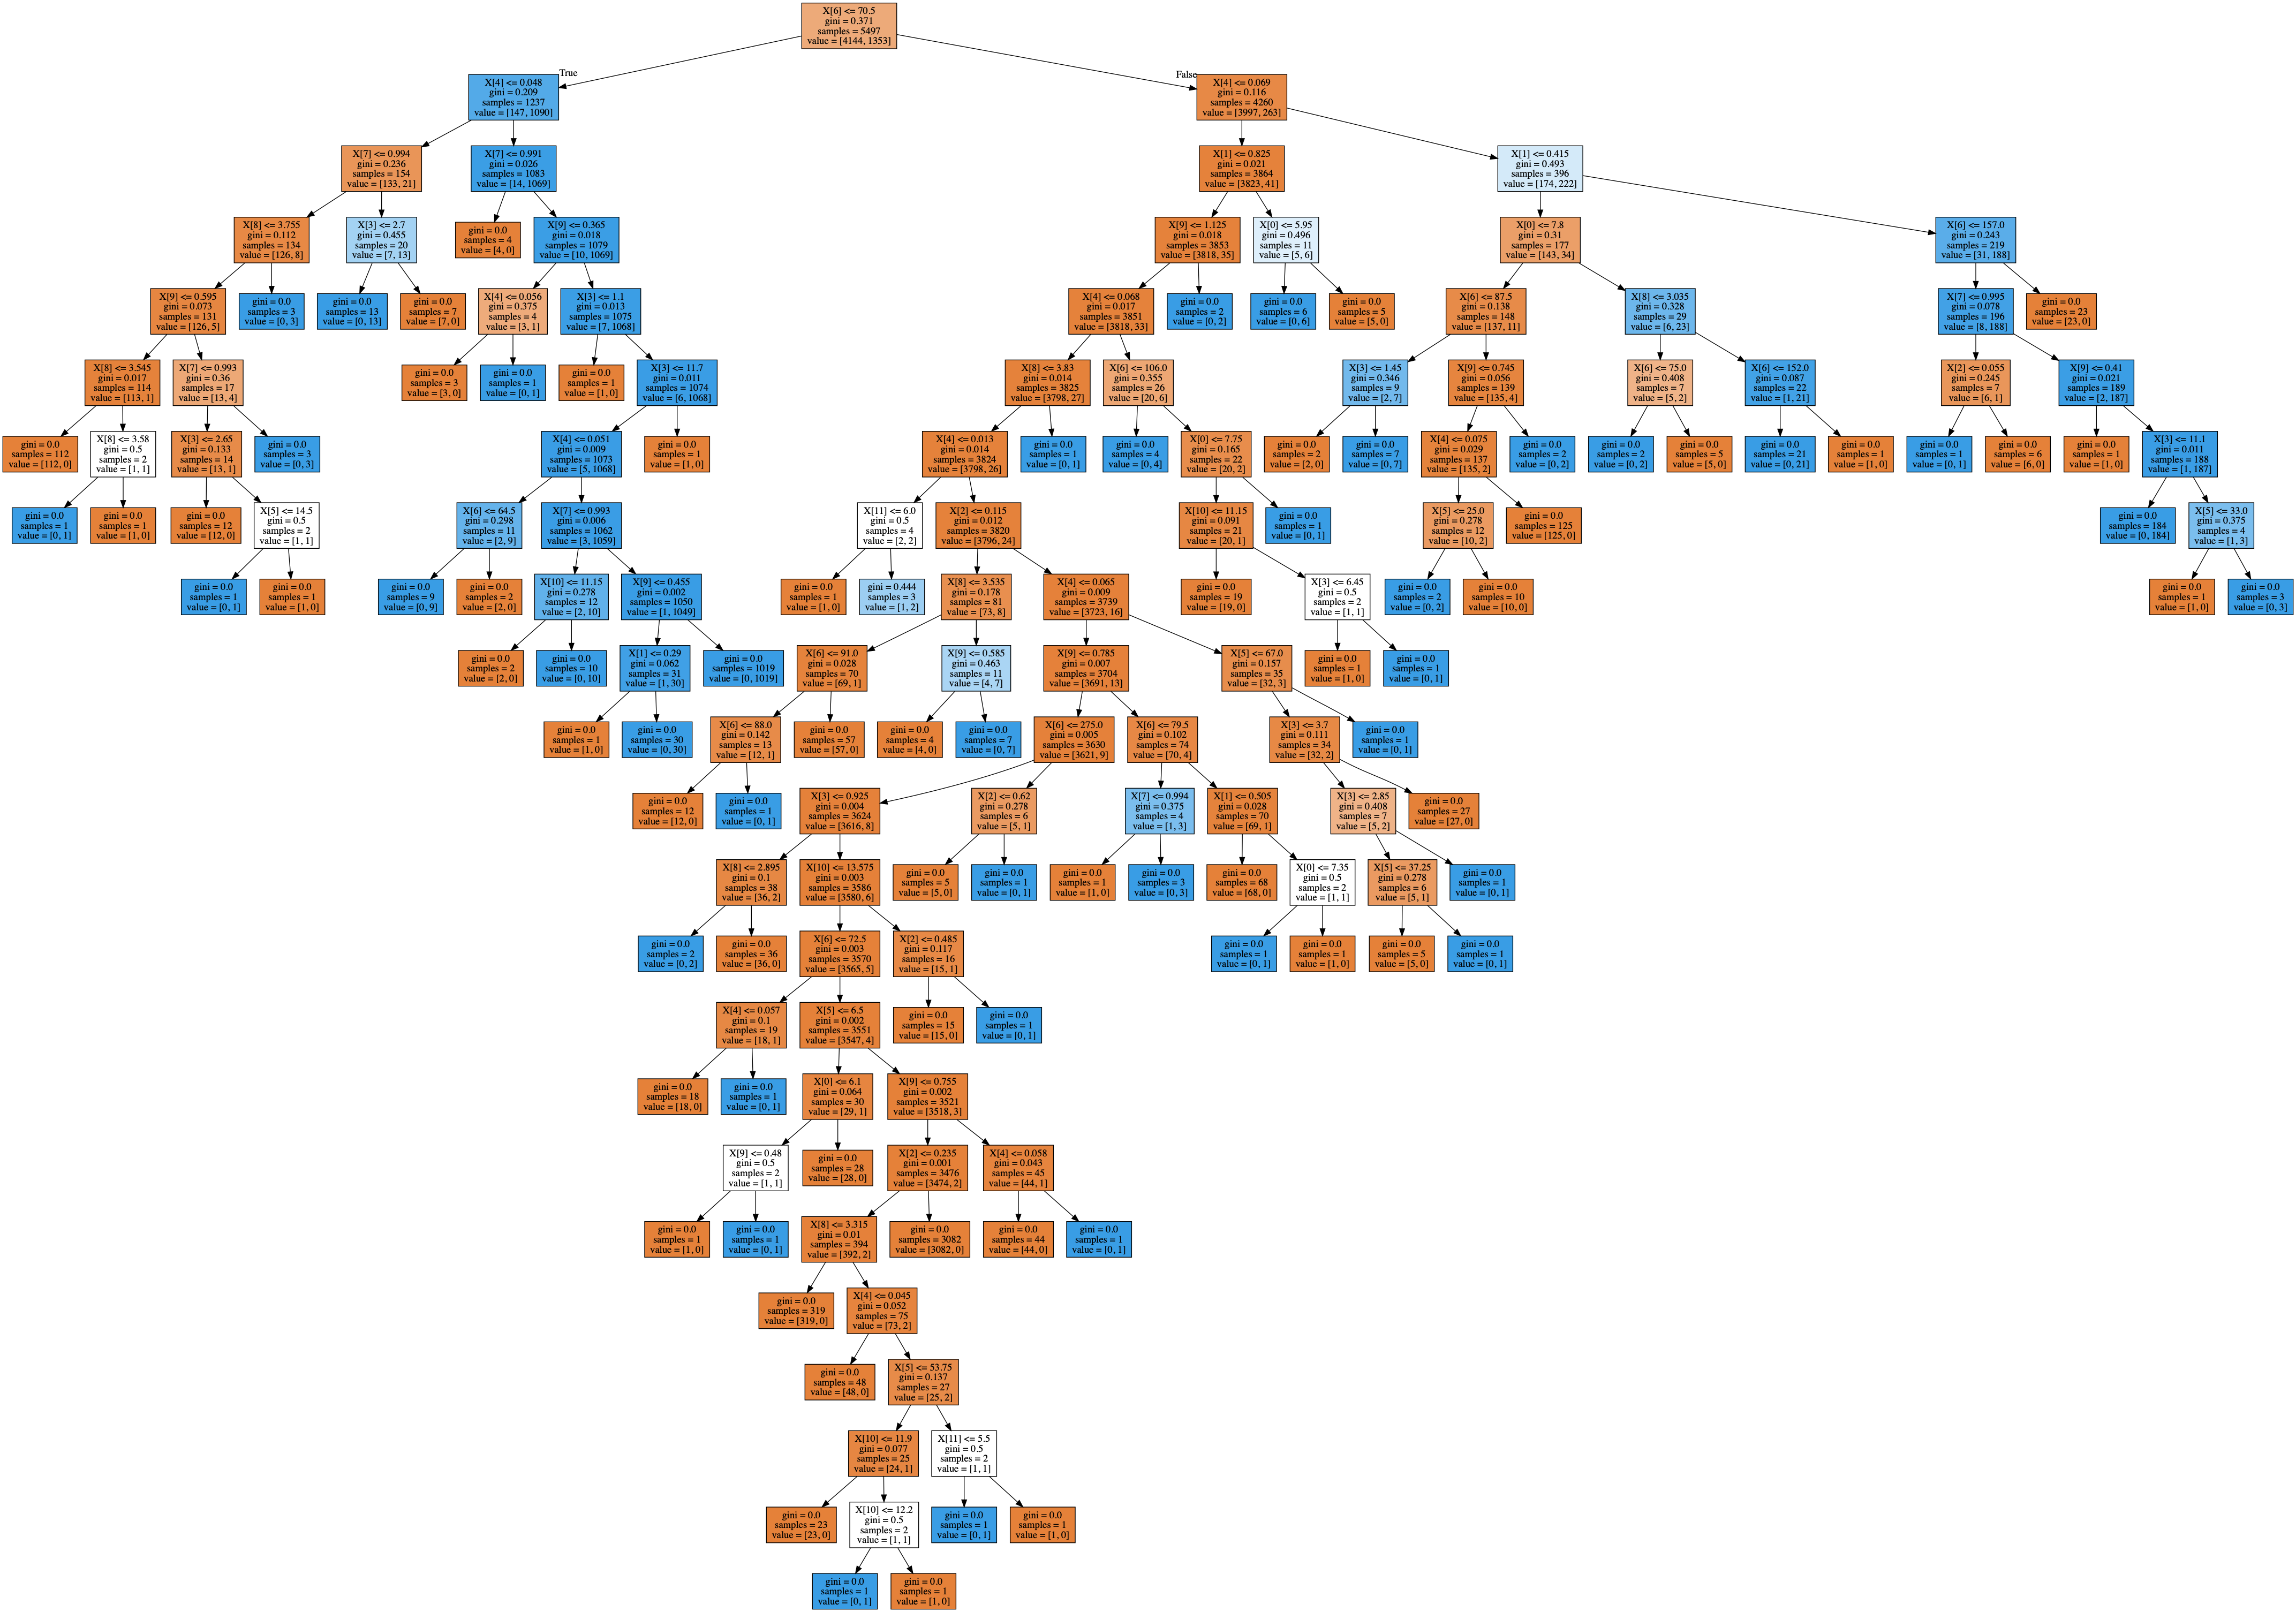 X[6] <= 70.5
gini = 0.371
samples = 5497
value = [4144, 1353]
True
False
X[4] <= 0.048
gini = 0.209
samples = 1237
value = [147, 1090]
X[4] <= 0.069
gini = 0.116
samples = 4260
value = [3997, 263]
X[7] <= 0.994
gini = 0.236
samples = 154
value = [133, 21]
X[7] <= 0.991
gini = 0.026
samples = 1083
value = [14, 1069]
X[1] <= 0.825
gini = 0.021
samples = 3864
value = [3823, 41]
X[1] <= 0.415
gini = 0.493
samples = 396
value = [174, 222]
X[8] <= 3.755
gini = 0.112
samples = 134
value = [126, 8]
X[3] <= 2.7
gini = 0.455
samples = 20
value = [7, 13]
gini = 0.0
samples = 4
value = [4, 0]
X[9] <= 0.365
gini = 0.018
samples = 1079
value = [10, 1069]
X[9] <= 1.125
gini = 0.018
samples = 3853
value = [3818, 35]
X[0] <= 5.95
gini = 0.496
samples = 11
value = [5, 6]
X[0] <= 7.8
gini = 0.31
samples = 177
value = [143, 34]
X[6] <= 157.0
gini = 0.243
samples = 219
value = [31, 188]
X[9] <= 0.595
gini = 0.073
samples = 131
value = [126, 5]
gini = 0.0
samples = 3
value = [0, 3]
gini = 0.0
samples = 13
value = [0, 13]
gini = 0.0
samples = 7
value = [7, 0]
X[4] <= 0.056
gini = 0.375
samples = 4
value = [3, 1]
X[3] <= 1.1
gini = 0.013
samples = 1075
value = [7, 1068]
X[4] <= 0.068
gini = 0.017
samples = 3851
value = [3818, 33]
gini = 0.0
samples = 2
value = [0, 2]
gini = 0.0
samples = 6
value = [0, 6]
gini = 0.0
samples = 5
value = [5, 0]
X[6] <= 87.5
gini = 0.138
samples = 148
value = [137, 11]
X[8] <= 3.035
gini = 0.328
samples = 29
value = [6, 23]
X[7] <= 0.995
gini = 0.078
samples = 196
value = [8, 188]
gini = 0.0
samples = 23
value = [23, 0]
X[8] <= 3.545
gini = 0.017
samples = 114
value = [113, 1]
X[7] <= 0.993
gini = 0.36
samples = 17
value = [13, 4]
gini = 0.0
samples = 3
value = [3, 0]
gini = 0.0
samples = 1
value = [0, 1]
gini = 0.0
samples = 1
value = [1, 0]
X[3] <= 11.7
gini = 0.011
samples = 1074
value = [6, 1068]
X[8] <= 3.83
gini = 0.014
samples = 3825
value = [3798, 27]
X[6] <= 106.0
gini = 0.355
samples = 26
value = [20, 6]
X[3] <= 1.45
gini = 0.346
samples = 9
value = [2, 7]
X[9] <= 0.745
gini = 0.056
samples = 139
value = [135, 4]
X[6] <= 75.0
gini = 0.408
samples = 7
value = [5, 2]
X[6] <= 152.0
gini = 0.087
samples = 22
value = [1, 21]
X[2] <= 0.055
gini = 0.245
samples = 7
value = [6, 1]
X[9] <= 0.41
gini = 0.021
samples = 189
value = [2, 187]
gini = 0.0
samples = 112
value = [112, 0]
X[8] <= 3.58
gini = 0.5
samples = 2
value = [1, 1]
X[3] <= 2.65
gini = 0.133
samples = 14
value = [13, 1]
gini = 0.0
samples = 3
value = [0, 3]
X[4] <= 0.051
gini = 0.009
samples = 1073
value = [5, 1068]
gini = 0.0
samples = 1
value = [1, 0]
X[4] <= 0.013
gini = 0.014
samples = 3824
value = [3798, 26]
gini = 0.0
samples = 1
value = [0, 1]
gini = 0.0
samples = 4
value = [0, 4]
X[0] <= 7.75
gini = 0.165
samples = 22
value = [20, 2]
gini = 0.0
samples = 2
value = [2, 0]
gini = 0.0
samples = 7
value = [0, 7]
X[4] <= 0.075
gini = 0.029
samples = 137
value = [135, 2]
gini = 0.0
samples = 2
value = [0, 2]
gini = 0.0
samples = 2
value = [0, 2]
gini = 0.0
samples = 5
value = [5, 0]
gini = 0.0
samples = 21
value = [0, 21]
gini = 0.0
samples = 1
value = [1, 0]
gini = 0.0
samples = 1
value = [0, 1]
gini = 0.0
samples = 6
value = [6, 0]
gini = 0.0
samples = 1
value = [1, 0]
X[3] <= 11.1
gini = 0.011
samples = 188
value = [1, 187]
gini = 0.0
samples = 1
value = [0, 1]
gini = 0.0
samples = 1
value = [1, 0]
gini = 0.0
samples = 12
value = [12, 0]
X[5] <= 14.5
gini = 0.5
samples = 2
value = [1, 1]
X[6] <= 64.5
gini = 0.298
samples = 11
value = [2, 9]
X[7] <= 0.993
gini = 0.006
samples = 1062
value = [3, 1059]
X[11] <= 6.0
gini = 0.5
samples = 4
value = [2, 2]
X[2] <= 0.115
gini = 0.012
samples = 3820
value = [3796, 24]
X[10] <= 11.15
gini = 0.091
samples = 21
value = [20, 1]
gini = 0.0
samples = 1
value = [0, 1]
X[5] <= 25.0
gini = 0.278
samples = 12
value = [10, 2]
gini = 0.0
samples = 125
value = [125, 0]
gini = 0.0
samples = 184
value = [0, 184]
X[5] <= 33.0
gini = 0.375
samples = 4
value = [1, 3]
gini = 0.0
samples = 1
value = [0, 1]
gini = 0.0
samples = 1
value = [1, 0]
gini = 0.0
samples = 9
value = [0, 9]
gini = 0.0
samples = 2
value = [2, 0]
X[10] <= 11.15
gini = 0.278
samples = 12
value = [2, 10]
X[9] <= 0.455
gini = 0.002
samples = 1050
value = [1, 1049]
gini = 0.0
samples = 1
value = [1, 0]
gini = 0.444
samples = 3
value = [1, 2]
X[8] <= 3.535
gini = 0.178
samples = 81
value = [73, 8]
X[4] <= 0.065
gini = 0.009
samples = 3739
value = [3723, 16]
gini = 0.0
samples = 19
value = [19, 0]
X[3] <= 6.45
gini = 0.5
samples = 2
value = [1, 1]
gini = 0.0
samples = 2
value = [0, 2]
gini = 0.0
samples = 10
value = [10, 0]
gini = 0.0
samples = 1
value = [1, 0]
gini = 0.0
samples = 3
value = [0, 3]
gini = 0.0
samples = 2
value = [2, 0]
gini = 0.0
samples = 10
value = [0, 10]
X[1] <= 0.29
gini = 0.062
samples = 31
value = [1, 30]
gini = 0.0
samples = 1019
value = [0, 1019]
X[6] <= 91.0
gini = 0.028
samples = 70
value = [69, 1]
X[9] <= 0.585
gini = 0.463
samples = 11
value = [4, 7]
X[9] <= 0.785
gini = 0.007
samples = 3704
value = [3691, 13]
X[5] <= 67.0
gini = 0.157
samples = 35
value = [32, 3]
gini = 0.0
samples = 1
value = [1, 0]
gini = 0.0
samples = 1
value = [0, 1]
gini = 0.0
samples = 1
value = [1, 0]
gini = 0.0
samples = 30
value = [0, 30]
X[6] <= 88.0
gini = 0.142
samples = 13
value = [12, 1]
gini = 0.0
samples = 57
value = [57, 0]
gini = 0.0
samples = 4
value = [4, 0]
gini = 0.0
samples = 7
value = [0, 7]
X[6] <= 275.0
gini = 0.005
samples = 3630
value = [3621, 9]
X[6] <= 79.5
gini = 0.102
samples = 74
value = [70, 4]
X[3] <= 3.7
gini = 0.111
samples = 34
value = [32, 2]
gini = 0.0
samples = 1
value = [0, 1]
gini = 0.0
samples = 12
value = [12, 0]
gini = 0.0
samples = 1
value = [0, 1]
X[3] <= 0.925
gini = 0.004
samples = 3624
value = [3616, 8]
X[2] <= 0.62
gini = 0.278
samples = 6
value = [5, 1]
X[7] <= 0.994
gini = 0.375
samples = 4
value = [1, 3]
X[1] <= 0.505
gini = 0.028
samples = 70
value = [69, 1]
X[3] <= 2.85
gini = 0.408
samples = 7
value = [5, 2]
gini = 0.0
samples = 27
value = [27, 0]
X[8] <= 2.895
gini = 0.1
samples = 38
value = [36, 2]
X[10] <= 13.575
gini = 0.003
samples = 3586
value = [3580, 6]
gini = 0.0
samples = 5
value = [5, 0]
gini = 0.0
samples = 1
value = [0, 1]
gini = 0.0
samples = 1
value = [1, 0]
gini = 0.0
samples = 3
value = [0, 3]
gini = 0.0
samples = 68
value = [68, 0]
X[0] <= 7.35
gini = 0.5
samples = 2
value = [1, 1]
X[5] <= 37.25
gini = 0.278
samples = 6
value = [5, 1]
gini = 0.0
samples = 1
value = [0, 1]
gini = 0.0
samples = 2
value = [0, 2]
gini = 0.0
samples = 36
value = [36, 0]
X[6] <= 72.5
gini = 0.003
samples = 3570
value = [3565, 5]
X[2] <= 0.485
gini = 0.117
samples = 16
value = [15, 1]
gini = 0.0
samples = 1
value = [0, 1]
gini = 0.0
samples = 1
value = [1, 0]
gini = 0.0
samples = 5
value = [5, 0]
gini = 0.0
samples = 1
value = [0, 1]
X[4] <= 0.057
gini = 0.1
samples = 19
value = [18, 1]
X[5] <= 6.5
gini = 0.002
samples = 3551
value = [3547, 4]
gini = 0.0
samples = 15
value = [15, 0]
gini = 0.0
samples = 1
value = [0, 1]
gini = 0.0
samples = 18
value = [18, 0]
gini = 0.0
samples = 1
value = [0, 1]
X[0] <= 6.1
gini = 0.064
samples = 30
value = [29, 1]
X[9] <= 0.755
gini = 0.002
samples = 3521
value = [3518, 3]
X[9] <= 0.48
gini = 0.5
samples = 2
value = [1, 1]
gini = 0.0
samples = 28
value = [28, 0]
X[2] <= 0.235
gini = 0.001
samples = 3476
value = [3474, 2]
X[4] <= 0.058
gini = 0.043
samples = 45
value = [44, 1]
gini = 0.0
samples = 1
value = [1, 0]
gini = 0.0
samples = 1
value = [0, 1]
X[8] <= 3.315
gini = 0.01
samples = 394
value = [392, 2]
gini = 0.0
samples = 3082
value = [3082, 0]
gini = 0.0
samples = 44
value = [44, 0]
gini = 0.0
samples = 1
value = [0, 1]
gini = 0.0
samples = 319
value = [319, 0]
X[4] <= 0.045
gini = 0.052
samples = 75
value = [73, 2]
gini = 0.0
samples = 48
value = [48, 0]
X[5] <= 53.75
gini = 0.137
samples = 27
value = [25, 2]
X[10] <= 11.9
gini = 0.077
samples = 25
value = [24, 1]
X[11] <= 5.5
gini = 0.5
samples = 2
value = [1, 1]
gini = 0.0
samples = 23
value = [23, 0]
X[10] <= 12.2
gini = 0.5
samples = 2
value = [1, 1]
gini = 0.0
samples = 1
value = [0, 1]
gini = 0.0
samples = 1
value = [1, 0]
gini = 0.0
samples = 1
value = [0, 1]
gini = 0.0
samples = 1
value = [1, 0]